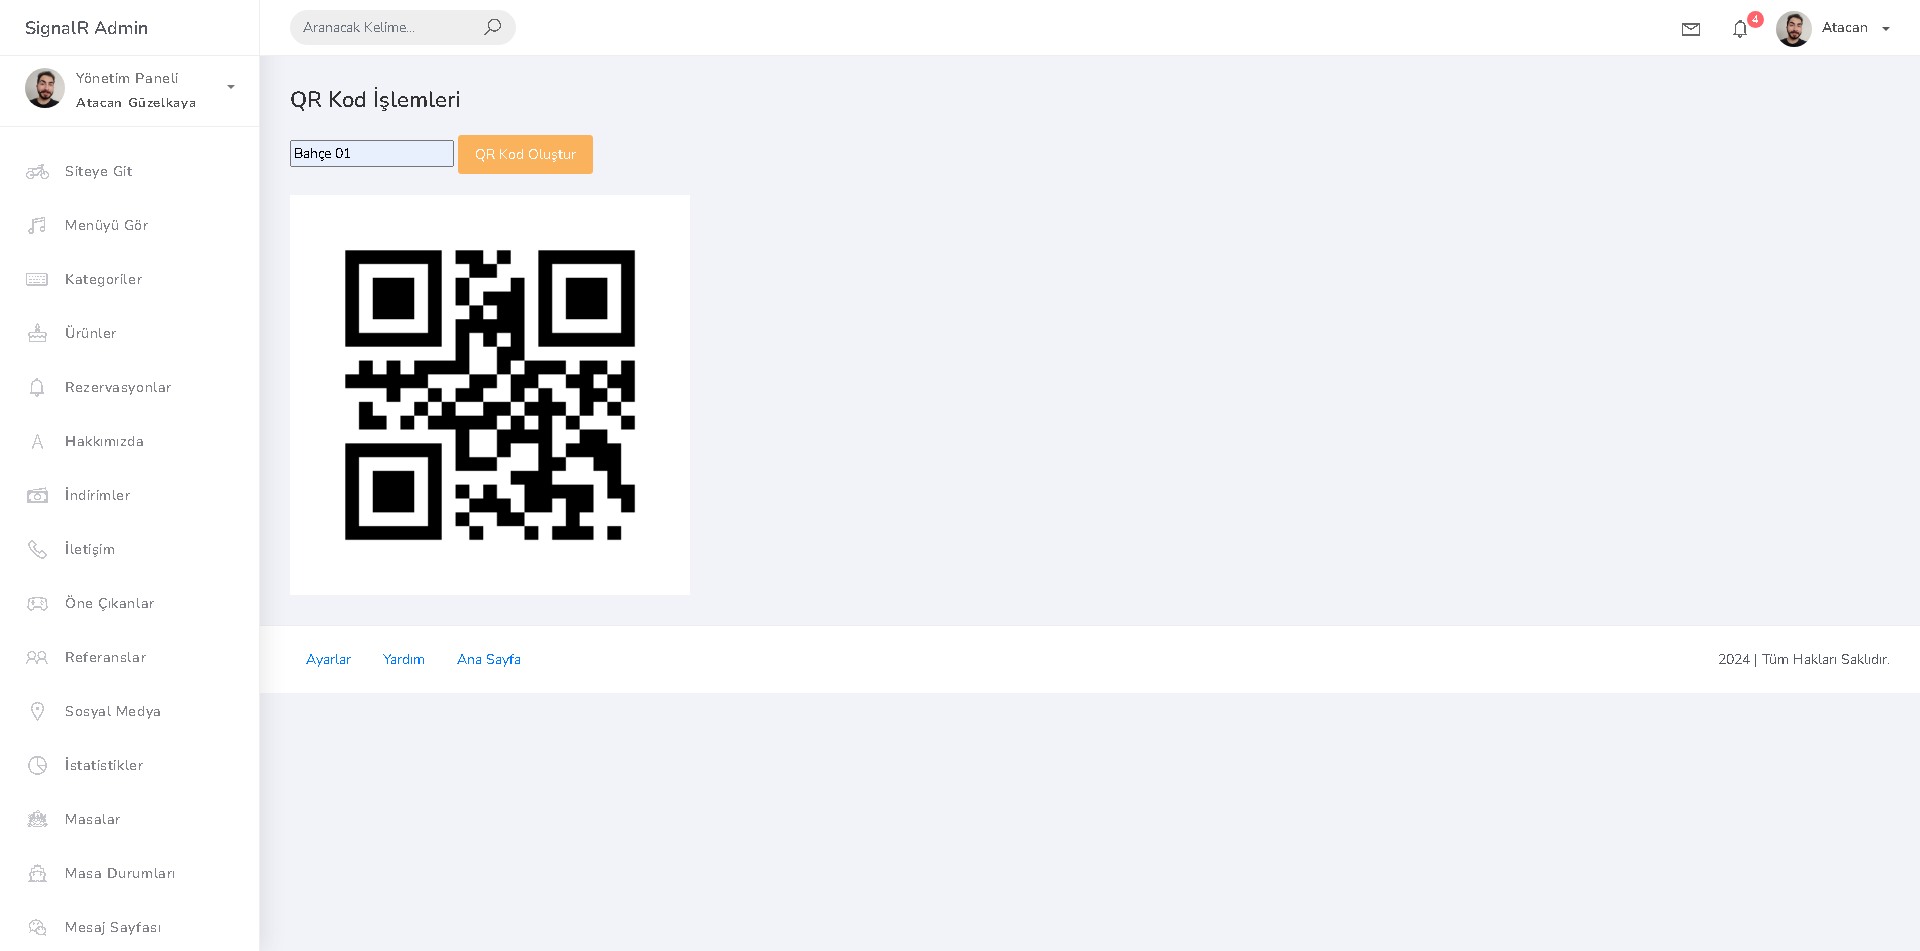 SignalR Admin
Aranacak Kelime...
4
Atacan
Yönetim Paneli
Atacan Güzelkaya
QR Kod İşlemleri
Bahçe 01
QR Kod Oluştur
Siteye Git
Menüyü Gör
Kategoriler
Ürünler
Rezervasyonlar
Hakkımızda
İndirimler
İletişim
Öne Çıkanlar
Referanslar
Sosyal Medya
İstatistikler
Masalar
Masa Durumları
Mesaj Sayfası
Ayarlar
Yardım
Ana Sayfa
2024 | Tüm Hakları Saklıdır.